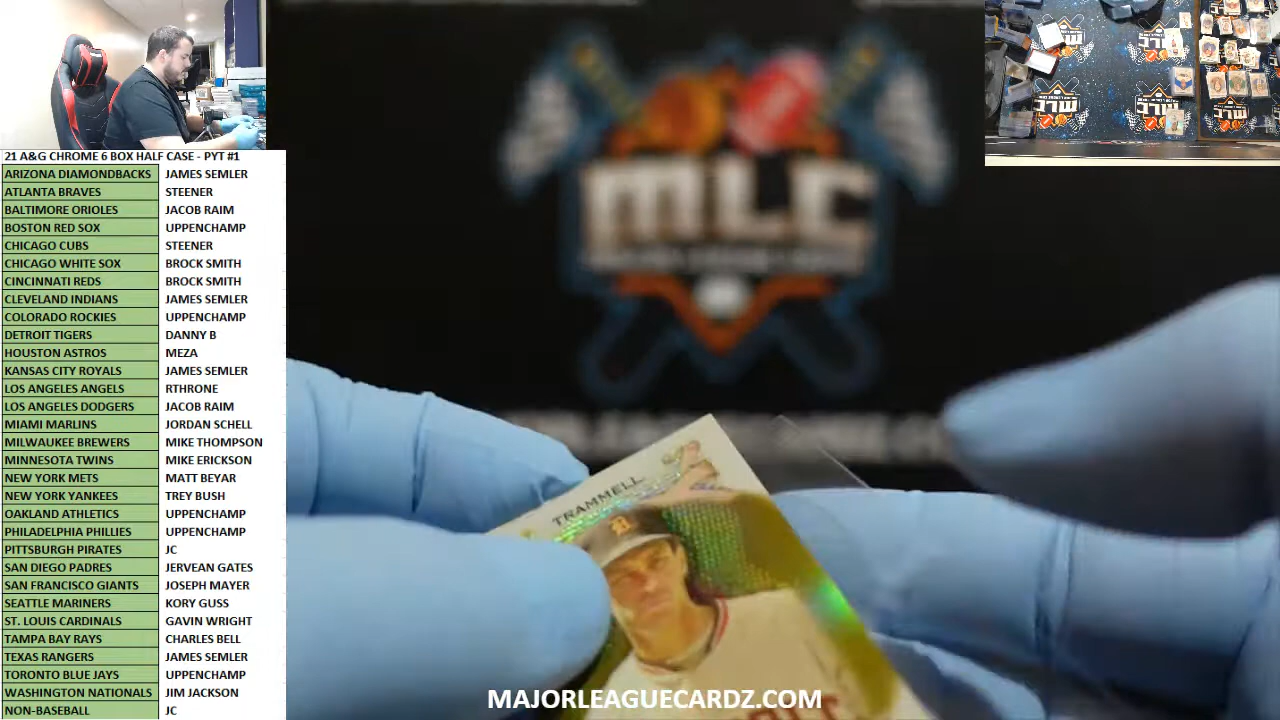 21 A&G CHROME 6 BOX HALF CASE - PYT #1
ARIZONA DIAMONDBACKS JAMES SEMLER
ATLANTA BRAVES STEENER
BALTIMORE ORIOLES JACOB RAIM
BOSTON RED SOX UPPENCHAMP
CHICAGO CUBS STEENER
CHICAGO WHITE SOX BROCK SMITH
CINCINNATI REDS BROCK SMITH
CLEVELAND INDIANS JAMES SEMLER
COLORADO ROCKIES UPPENCHAMP
DETROIT TIGERS DANNY B
HOUSTON ASTROS MEZA
KANSAS CITY ROYALS JAMES SEMLER
LOS ANGELES ANGELS RTHRONE
LOS ANGELES DODGERS JACOB RAIM
MIAMI MARLINS JORDAN SCHELL
MILWAUKEE BREWERS MIKE THOMPSON
MINNESOTA TWINS MIKE ERICKSON
NEW YORK METS MATT BEYAR
NEW YORK YANKEES TREY BUSH
OAKLAND ATHLETICS UPPENCHAMP
PHILADELPHIA PHILLIES UPPENCHAMP
PITTSBURGH PIRATES JC
SAN DIEGO PADRES JERVEAN GATES
SAN FRANCISCO GIANTS JOSEPH MAYER
SEATTLE MARINERS KORY GUSS
ST. LOUIS CARDINALS GAVIN WRIGHT
TAMPA BAY RAYS CHARLES BELL
TEXAS RANGERS JAMES SEMLER
TORONTO BLUE JAYS UPPENCHAMP
WASHINGTON NATIONALS JIM JACKSON
NON-BASEBALL JC
MLC
TRAMMELL
MAJORLEAGUECARDZ.COM